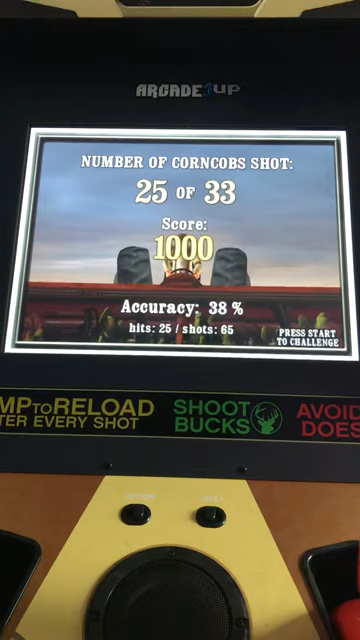 ARCADE1UP
NUMBER OF CORNCOBS SHOT:
25 OF 33
Score:
1000
Accuracy: 38 %
hits: 25 / shots: 65
PRESS START
TO CHALLENGE
MP TO RELOAD
TER EVERY SHOT
SHOOT
BUCKS
AVOID
DOES